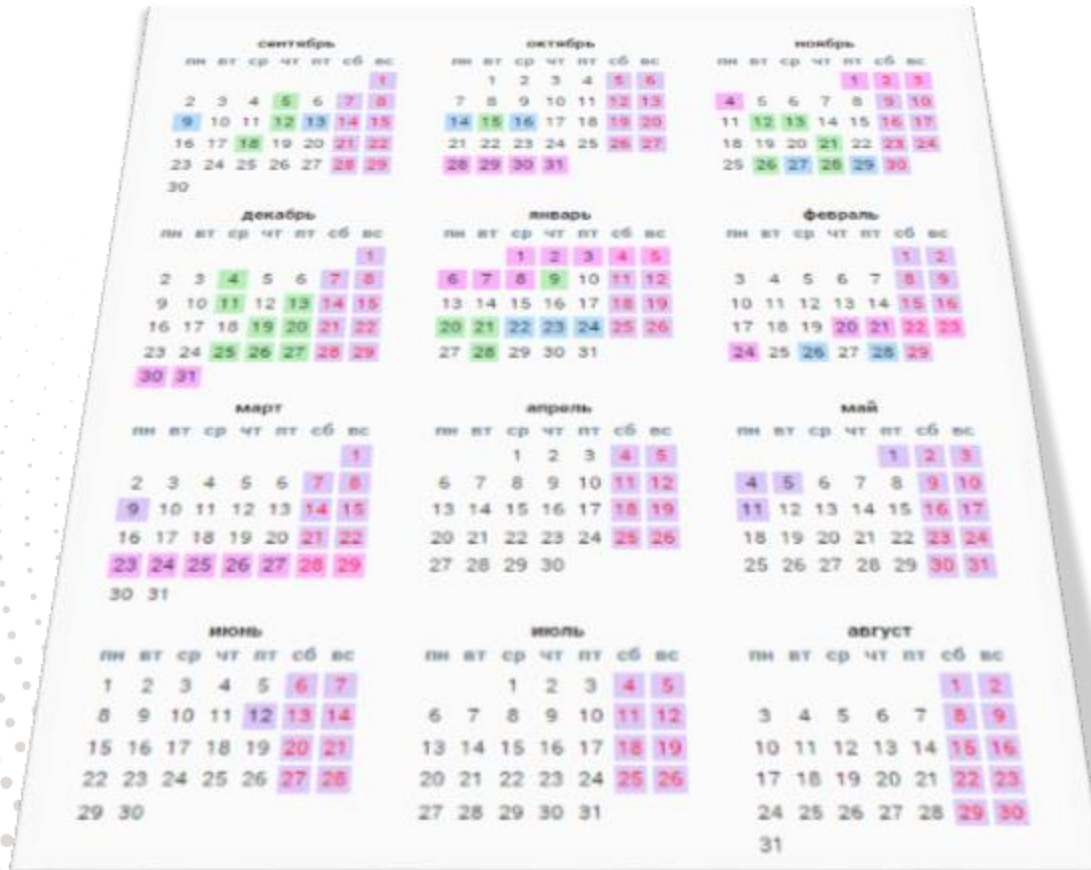 сентябрь
пн вт ср чт пт сб вс
1
2 3 4 5 6 7 8
9 10 11 12 13 14 15
16 17 18 19 20 21 22
23 24 25 26 27 28 29
30
октябрь
пн вт ср чт пт сб вс
1 2 3 4 5 6
7 8 9 10 11 12 13
14 15 16 17 18 19 20
21 22 23 24 25 26 27
28 29 30 31
ноябрь
пн вт ср чт пт сб вс
1 2 3
4 5 6 7 8 9 10
11 12 13 14 15 16 17
18 19 20 21 22 23 24
25 26 27 28 29 30
декабрь
пн вт ср чт пт сб вс
1
2 3 4 5 6 7 8
9 10 11 12 13 14 15
16 17 18 19 20 21 22
23 24 25 26 27 28 29
30 31
январь
пн вт ср чт пт сб вс
1 2 3 4 5
6 7 8 9 10 11 12
13 14 15 16 17 18 19
20 21 22 23 24 25 26
27 28 29 30 31
февраль
пн вт ср чт пт сб вс
1 2
3 4 5 6 7 8 9
10 11 12 13 14 15 16
17 18 19 20 21 22 23
24 25 26 27 28 29
март
пн вт ср чт пт сб вс
1
2 3 4 5 6 7 8
9 10 11 12 13 14 15
16 17 18 19 20 21 22
23 24 25 26 27 28 29
30 31
апрель
пн вт ср чт пт сб вс
1 2 3 4 5
6 7 8 9 10 11 12
13 14 15 16 17 18 19
20 21 22 23 24 25 26
27 28 29 30
май
пн вт ср чт пт сб вс
1 2 3
4 5 6 7 8 9 10
11 12 13 14 15 16 17
18 19 20 21 22 23 24
25 26 27 28 29 30 31
июнь
пн вт ср чт пт сб вс
1 2 3 4 5 6 7
8 9 10 11 12 13 14
15 16 17 18 19 20 21
22 23 24 25 26 27 28
29 30
июль
пн вт ср чт пт сб вс
1 2 3 4 5
6 7 8 9 10 11 12
13 14 15 16 17 18 19
20 21 22 23 24 25 26
27 28 29 30 31
август
пн вт ср чт пт сб вс
1 2
3 4 5 6 7 8 9
10 11 12 13 14 15 16
17 18 19 20 21 22 23
24 25 26 27 28 29 30
31